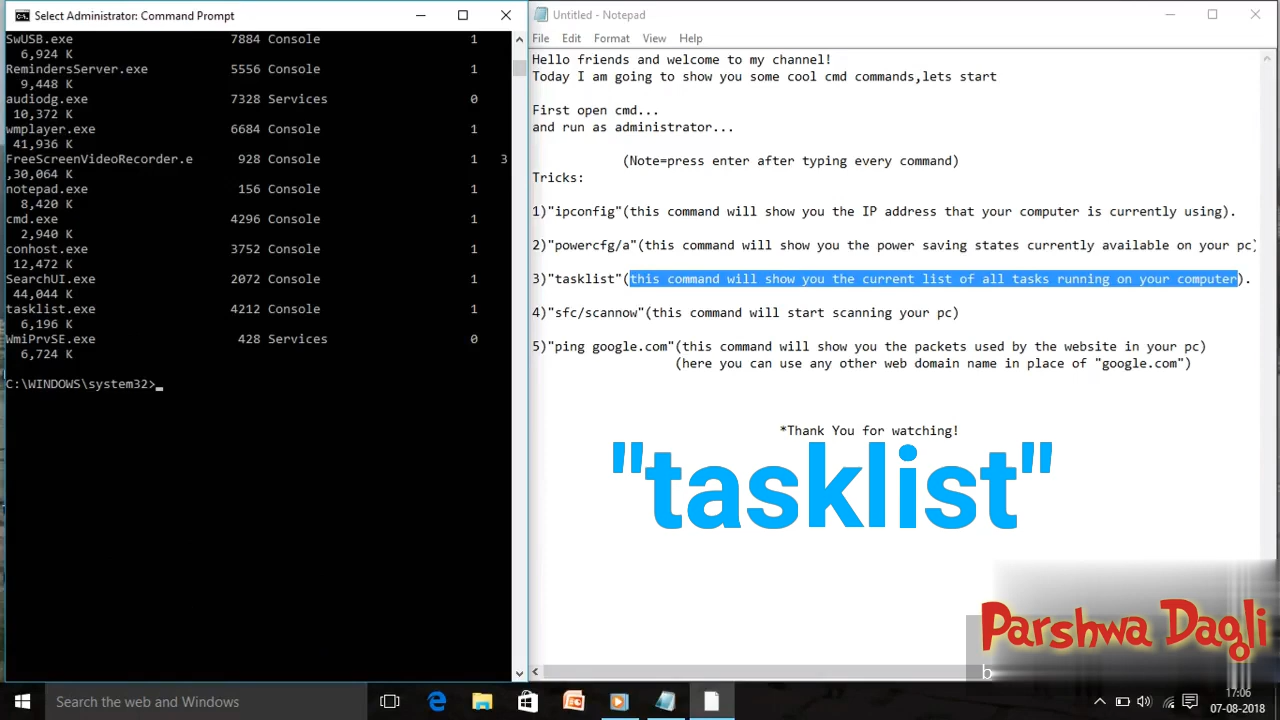 Select Administrator: Command Prompt
SwUSB.exe 7884 Console 1
6,924 K
RemindersServer.exe 5556 Console 1
9,448 K
audiodg.exe 7328 Services 0
10,372 K
wmplayer.exe 6684 Console 1
41,936 K
FreeScreenVideoRecorder.e 928 Console 1 3
,30,064 K
notepad.exe 156 Console 1
8,420 K
cmd.exe 4296 Console 1
2,940 K
conhost.exe 3752 Console 1
12,472 K
SearchUI.exe 2072 Console 1
44,044 K
tasklist.exe 4212 Console 1
6,196 K
WmiPrvSE.exe 428 Services 0
6,724 K
C:\WINDOWS\system32>
Untitled - Notepad
File Edit Format View Help
Hello friends and welcome to my channel!
Today I am going to show you some cool cmd commands,lets start
First open cmd...
and run as administrator...
(Note=press enter after typing every command)
Tricks:
1)"ipconfig"(this command will show you the IP address that your computer is currently using).
2)"powercfg/a"(this command will show you the power saving states currently available on your pc)
3)"tasklist"(this command will show you the current list of all tasks running on your computer).
4)"sfc/scannow"(this command will start scanning your pc)
5)"ping google.com"(this command will show you the packets used by the website in your pc)
(here you can use any other web domain name in place of "google.com")
*Thank You for watching!
"tasklist"
Parshwa Dagli
b
Search the web and Windows
17:06
07-08-2018